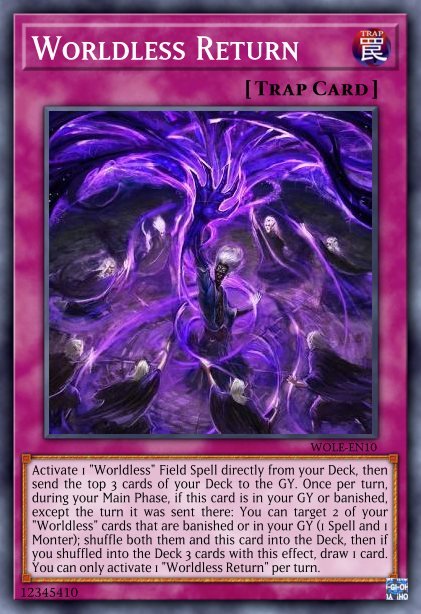 Worldless Return
TRAP
罠
[Trap Card]
WOLE-EN10
Activate 1 "Worldless" Field Spell directly from your Deck, then
send the top 3 cards of your Deck to the GY. Once per turn,
during your Main Phase, if this card is in your GY or banished,
except the turn it was sent there: You can target 2 of your
"Worldless" cards that are banished or in your GY (1 Spell and 1
Monter); shuffle both them and this card into the Deck, then if
you shuffled into the Deck 3 cards with this effect, draw 1 card.
You can only activate 1 "Worldless Return" per turn.
12345410